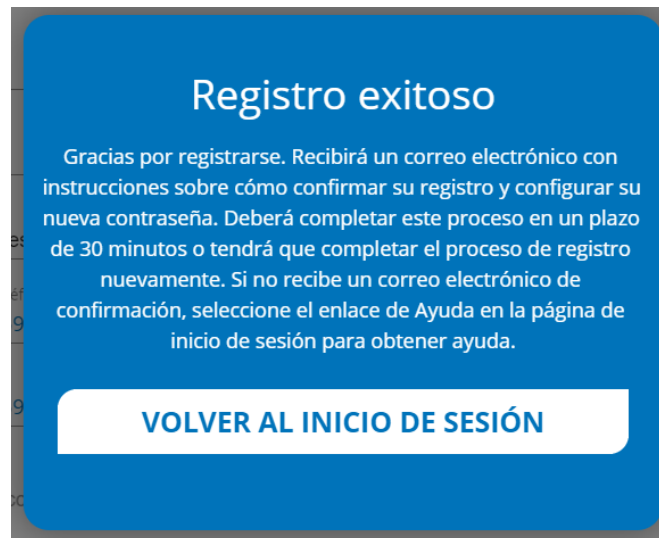 Registro exitoso
Gracias por registrarse. Recibirá un correo electrónico con
instrucciones sobre cómo confirmar su registro y configurar su
nueva contraseña. Deberá completar este proceso en un plazo
de 30 minutos o tendrá que completar el proceso de registro
nuevamente. Si no recibe un correo electrónico de
confirmación, seleccione el enlace de Ayuda en la página de
inicio de sesión para obtener ayuda.
VOLVER AL INICIO DE SESIÓN